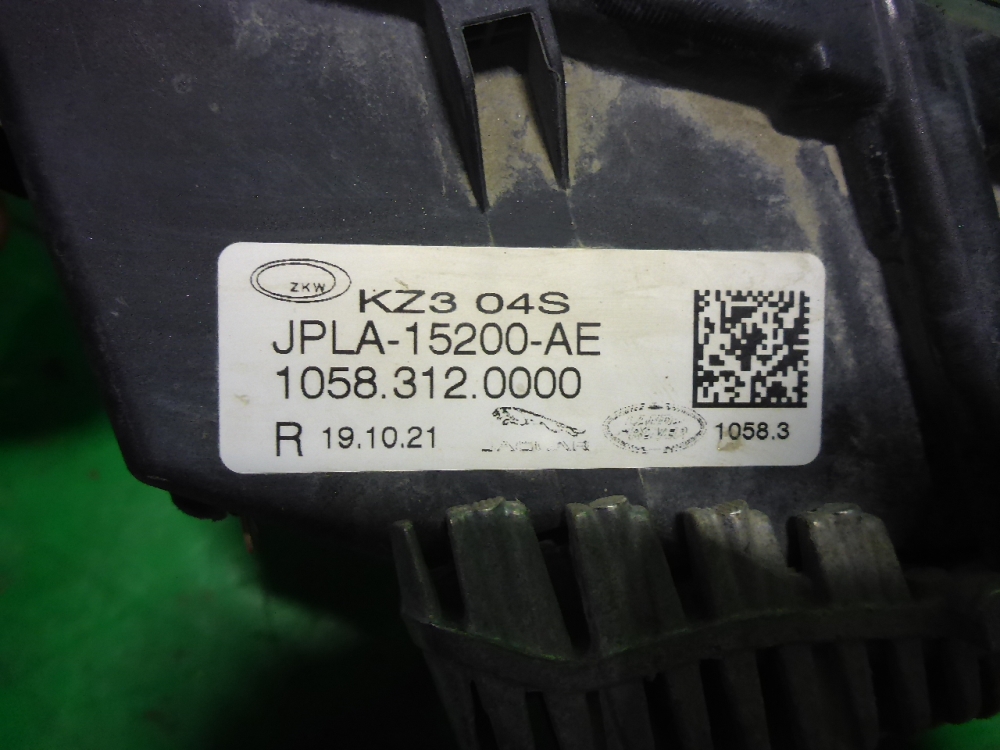 ZKW
KZ3 04S
JPLA-15200-AE
1058.312.0000
R 19.10.21 JAGUAR 1058.3